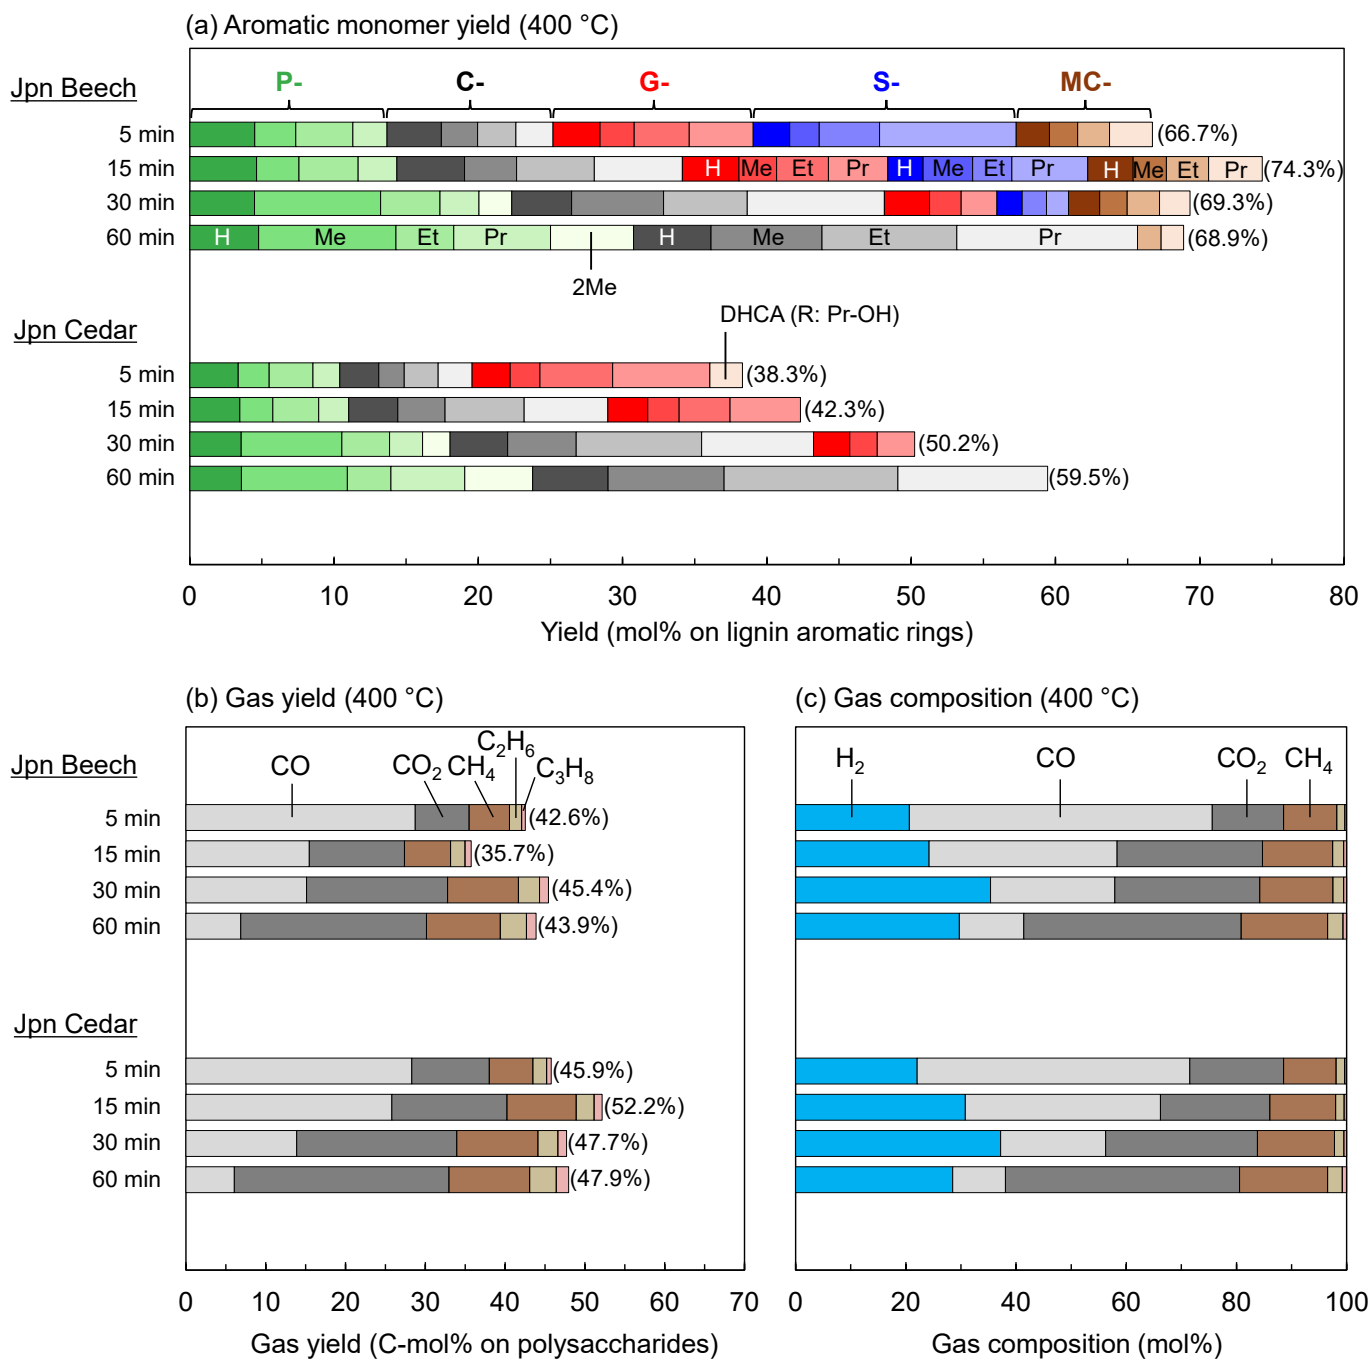 (a) Aromatic monomer yield (400 °C)
Jpn Beech
P- C- G- S- MC-
5 min (66.7%)
15 min H Me Et Pr H Me Et Pr H Me Et Pr (74.3%)
30 min (69.3%)
60 min H Me Et Pr H Me Et Pr (68.9%)
2Me
DHCA (R: Pr-OH)
Jpn Cedar
5 min (38.3%)
15 min (42.3%)
30 min (50.2%)
60 min (59.5%)
0 10 20 30 40 50 60 70 80
Yield (mol% on lignin aromatic rings)
(b) Gas yield (400 °C)
Jpn Beech
CO CO2 CH4 C2H6 C3H8
5 min (42.6%)
15 min (35.7%)
30 min (45.4%)
60 min (43.9%)
Jpn Cedar
5 min (45.9%)
15 min (52.2%)
30 min (47.7%)
60 min (47.9%)
0 10 20 30 40 50 60 70
Gas yield (C-mol% on polysaccharides)
(c) Gas composition (400 °C)
H2 CO CO2 CH4
0 20 40 60 80 100
Gas composition (mol%)